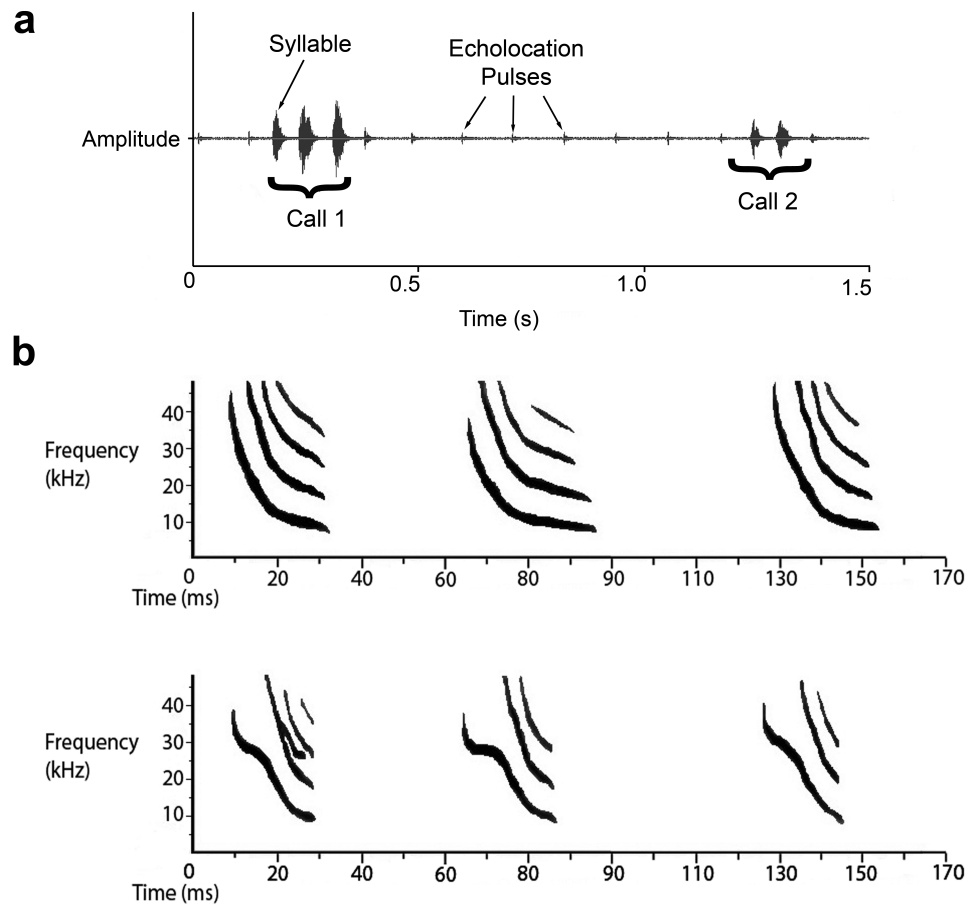 a
Syllable
Echolocation
Pulses
Amplitude
Call 1
Call 2
0 0.5 1.0 1.5
Time (s)
b
Frequency
(kHz)
40
30
20
10
0 20 40 60 90 110 130 150 170
Time (ms)
Frequency
(kHz)
40
30
20
10
0 20 40 60 90 110 130 150 170
Time (ms)